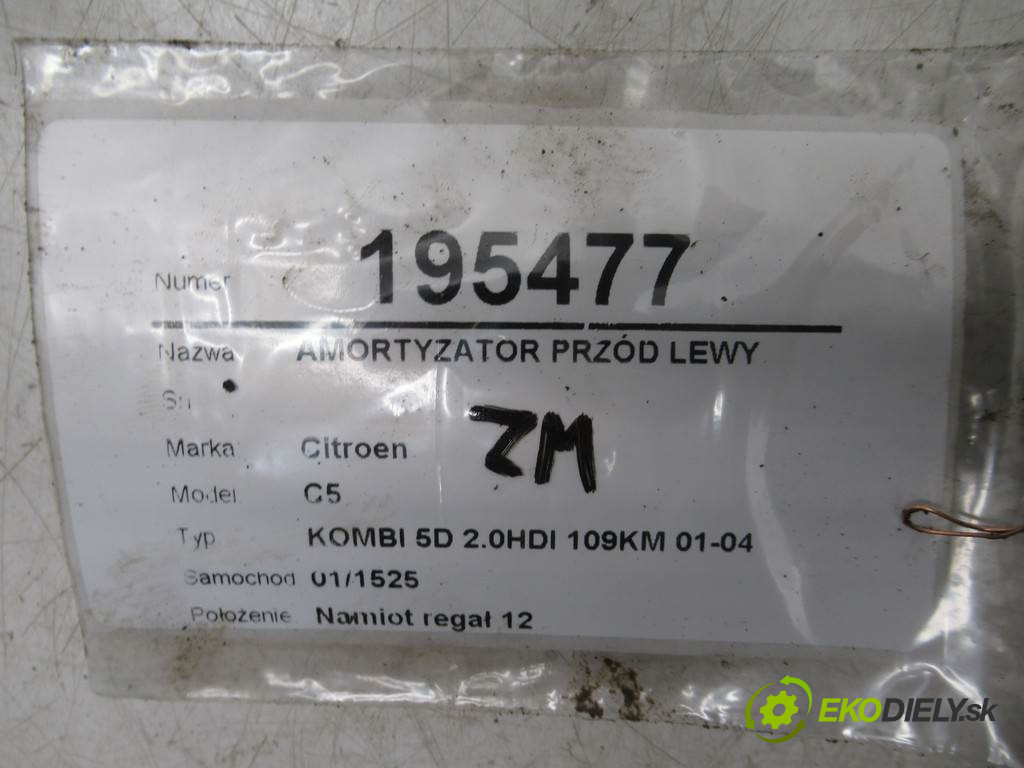 Numer 195477
Nazwa AMORTYZATOR PRZÓD LEWY
Sn
ZM
Marka Citroen
Model C5
Typ KOMBI 5D 2.0HDI 109KM 01-04
Samochod 01/1525
Położenie Namiot regał 12
EKODIELY.sk